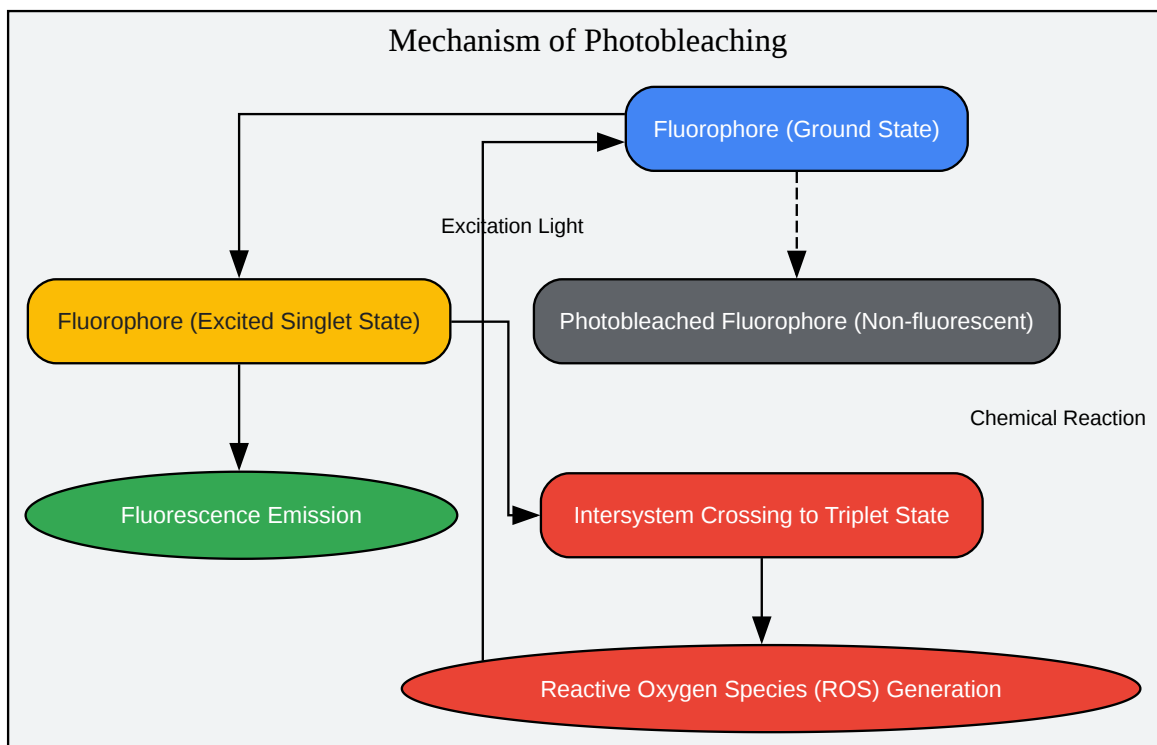 Mechanism of Photobleaching
Fluorophore (Ground State)
Excitation Light
Fluorophore (Excited Singlet State)
Photobleached Fluorophore (Non-fluorescent)
Chemical Reaction
Fluorescence Emission
Intersystem Crossing to Triplet State
Reactive Oxygen Species (ROS) Generation